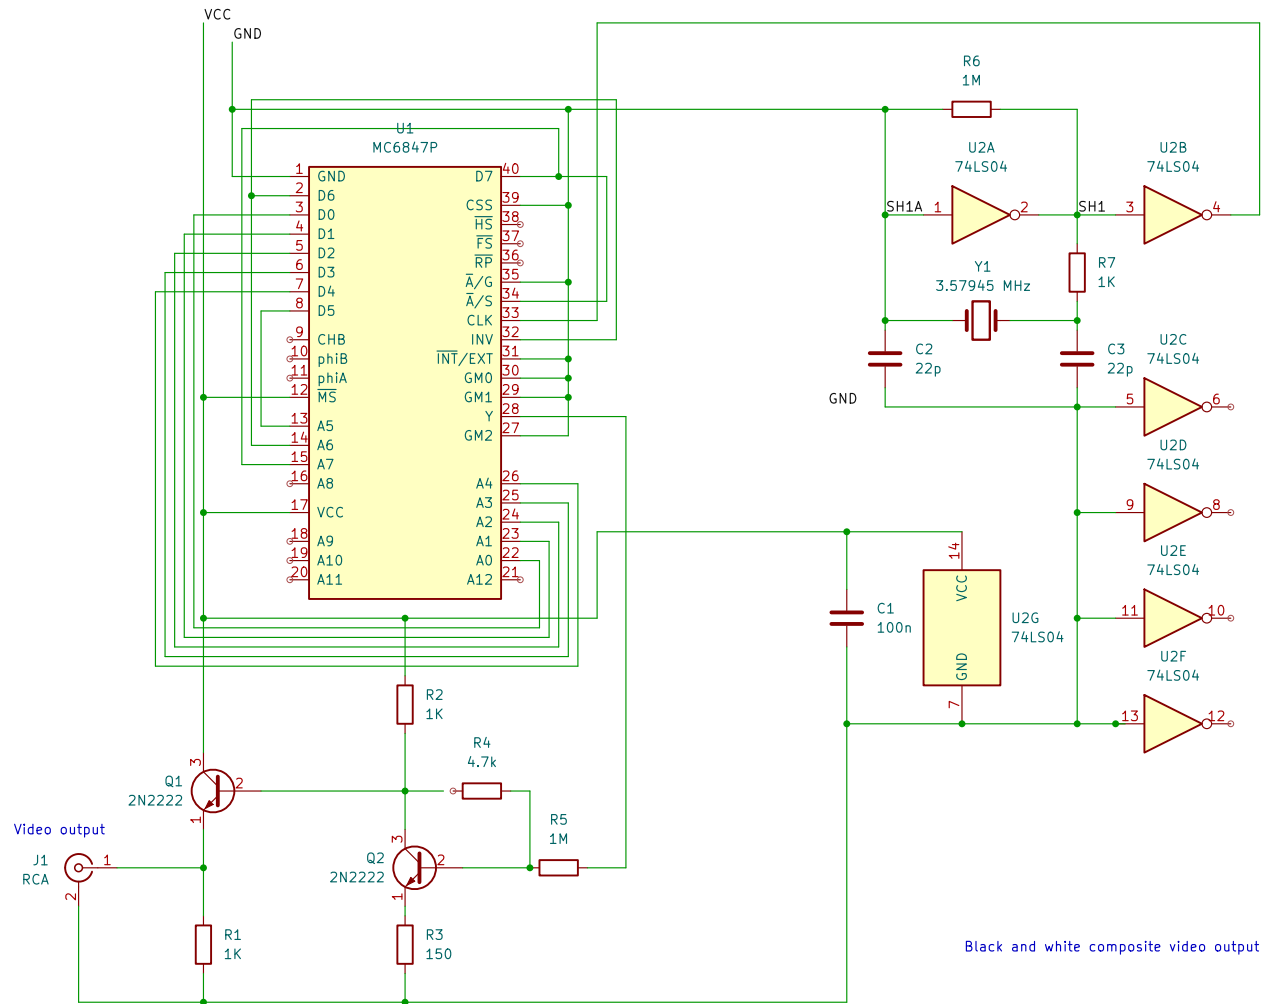 VCC
GND
R6
1M
U1
MC6847P
U2A
74LS04
U2B
74LS04
1 GND
2 D6
3 D0
4 D1
5 D2
6 D3
7 D4
8 D5
9 CHB
10 phiB
11 phiA
12 MS
13 A5
14 A6
15 A7
16 A8
17 VCC
18 A9
19 A10
20 A11
D7 40
CSS 39
HS 38
FS 37
RP 36
A/G 35
A/S 34
CLK 33
INV 32
INT/EXT 31
GM0 30
GM1 29
Y 28
GM2 27
A4 26
A3 25
A2 24
A1 23
A0 22
A12 21
SH1A 1 2 SH1 3 4
Y1
3.57945 MHz
R7
1K
C2
22p
C3
22p
GND
U2C
74LS04
5 6
U2D
74LS04
9 8
U2E
74LS04
11 10
U2F
74LS04
13 12
C1
100n
14
VCC
GND
7
U2G
74LS04
R2
1K
R4
4.7k
R5
1M
Q1
2N2222
3
2
1
Q2
2N2222
3
2
1
Video output
J1
RCA
1
2
R1
1K
R3
150
Black and white composite video output